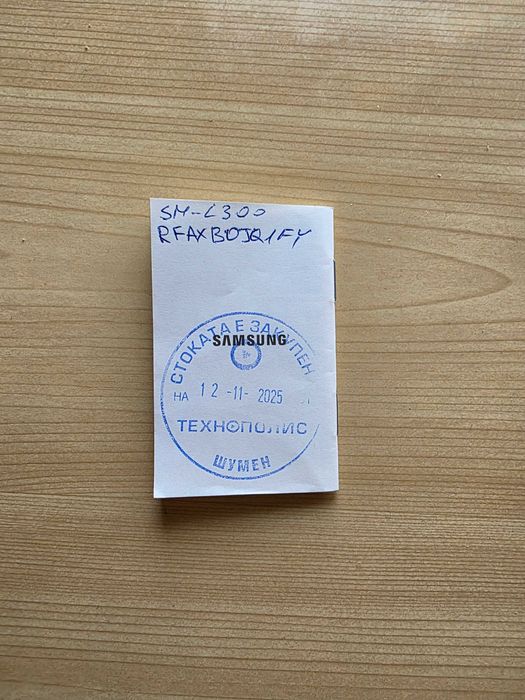 SM-L300
RFAXB0JQ1FY
СТОКАТА Е ЗАКУПЕН
SAMSUNG
НА 12-11-2025
ТЕХНОПОЛИС
ШУМЕН